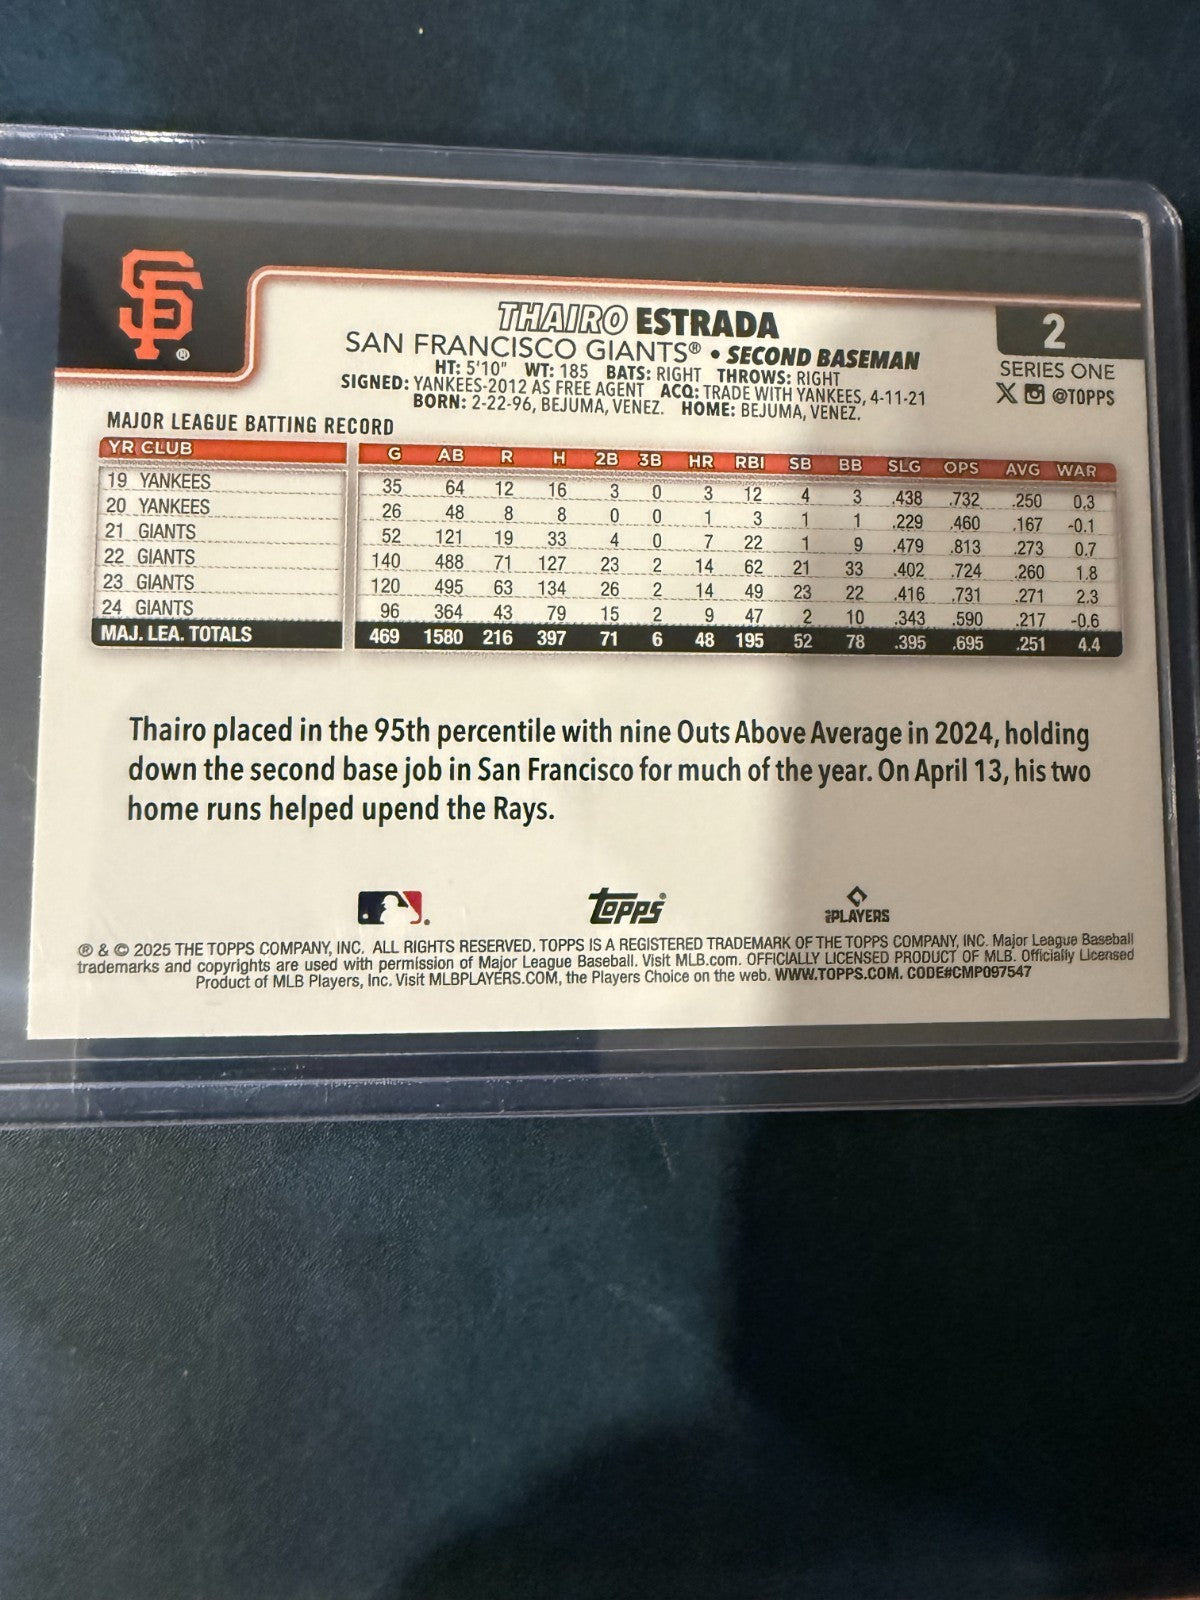 SF ®
THAIRO ESTRADA
2
SAN FRANCISCO GIANTS® • SECOND BASEMAN
SERIES ONE
HT: 5'10" WT: 185 BATS: RIGHT THROWS: RIGHT
X @TOPPS
SIGNED: YANKEES-2012 AS FREE AGENT ACQ: TRADE WITH YANKEES, 4-11-21
BORN: 2-22-96, BEJUMA, VENEZ. HOME: BEJUMA, VENEZ.
MAJOR LEAGUE BATTING RECORD
YR CLUB G AB R H 2B 3B HR RBI SB BB SLG OPS AVG WAR
19 YANKEES 35 64 12 16 3 0 3 12 4 3 .438 .732 .250 0.3
20 YANKEES 26 48 8 8 0 0 1 3 1 1 .229 .460 .167 -0.1
21 GIANTS 52 121 19 33 4 0 7 22 1 9 .479 .813 .273 0.7
22 GIANTS 140 488 71 127 23 2 14 62 21 33 .402 .724 .260 1.8
23 GIANTS 120 495 63 134 26 2 14 49 23 22 .416 .731 .271 2.3
24 GIANTS 96 364 43 79 15 2 9 47 2 10 .343 .590 .217 -0.6
MAJ. LEA. TOTALS 469 1580 216 397 71 6 48 195 52 78 .395 .695 .251 4.4
Thairo placed in the 95th percentile with nine Outs Above Average in 2024, holding
down the second base job in San Francisco for much of the year. On April 13, his two
home runs helped upend the Rays.
Topps® PLAYERS
® & © 2025 THE TOPPS COMPANY, INC. ALL RIGHTS RESERVED. TOPPS IS A REGISTERED TRADEMARK OF THE TOPPS COMPANY, INC. Major League Baseball
trademarks and copyrights are used with permission of Major League Baseball. Visit MLB.com. OFFICIALLY LICENSED PRODUCT OF MLB. Officially Licensed
Product of MLB Players, Inc. Visit MLBPLAYERS.COM, the Players Choice on the web. WWW.TOPPS.COM. CODE#CMP097547